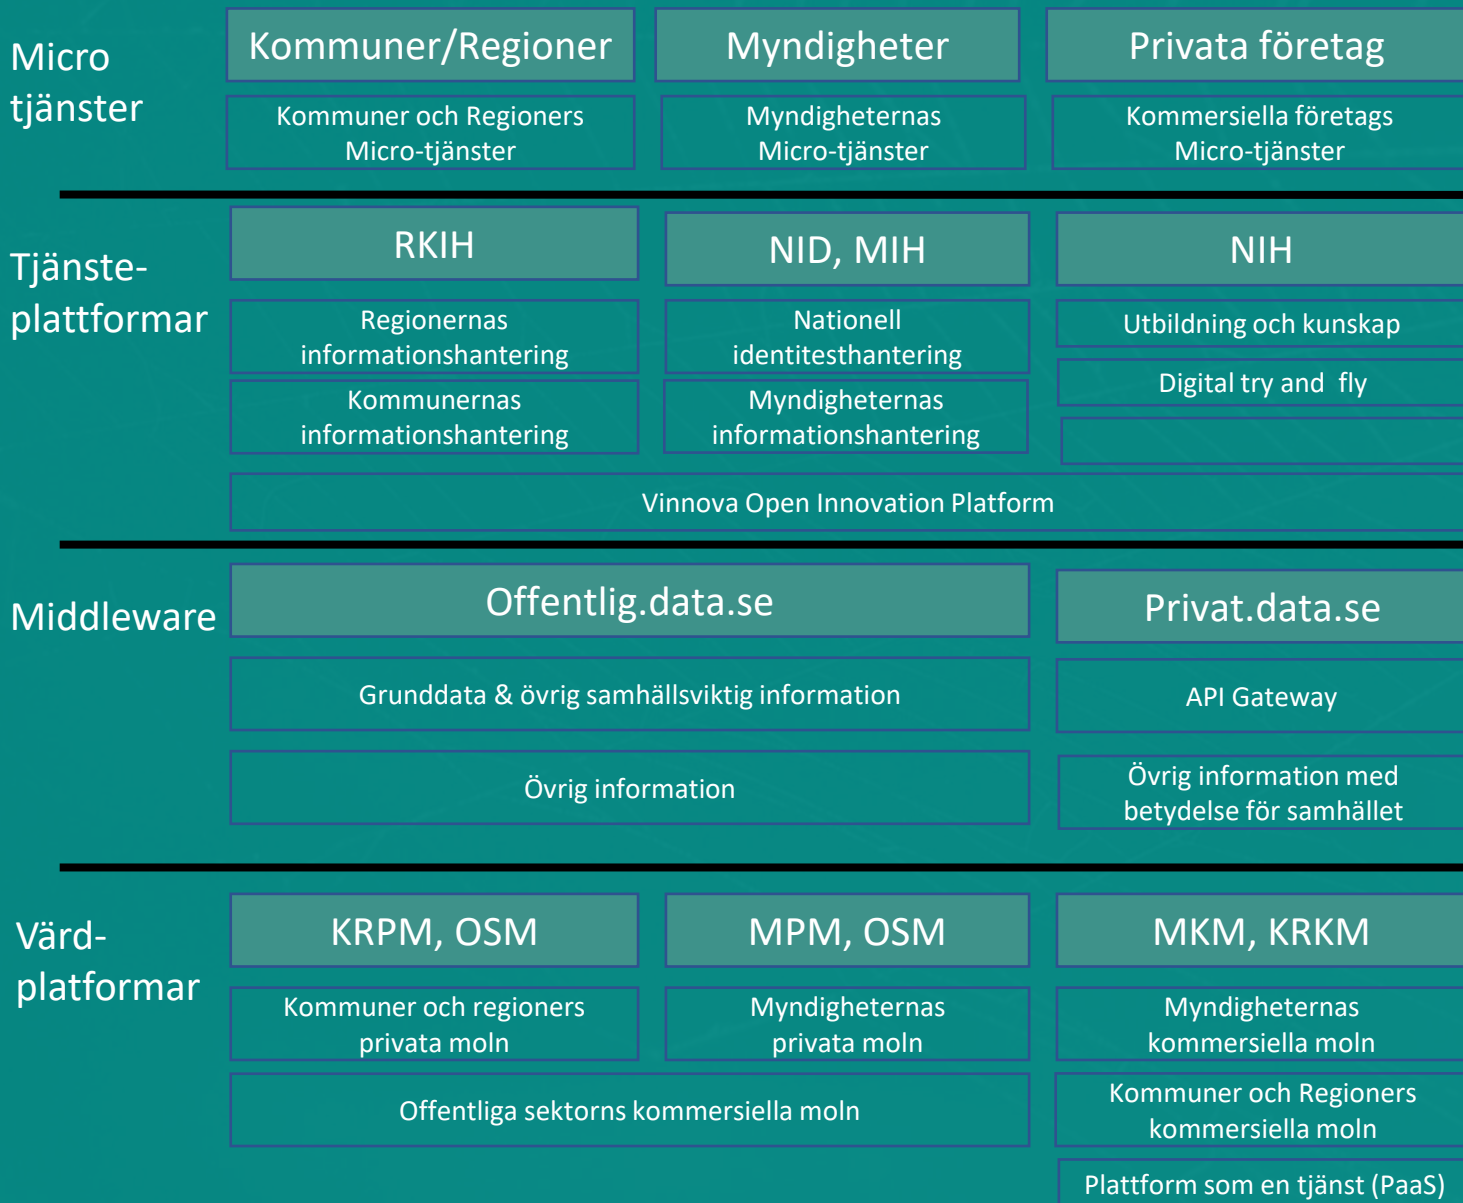 Micro
tjänster
Kommuner/Regioner
Myndigheter
Privata företag
Kommuner och Regioners
Micro-tjänster
Myndigheternas
Micro-tjänster
Kommersiella företags
Micro-tjänster
Tjänste-
plattformar
RKIH
NID, MIH
NIH
Regionernas
informationshantering
Nationell
identitesthantering
Utbildning och kunskap
Digital try and  fly
Kommunernas
informationshantering
Myndigheternas
informationshantering
Vinnova Open Innovation Platform
Middleware
Offentlig.data.se
Privat.data.se
Grunddata & övrig samhällsviktig information
API Gateway
Övrig information
Övrig information med
betydelse för samhället
Värd-
platformar
KRPM, OSM
MPM, OSM
MKM, KRKM
Kommuner och regioners
privata moln
Myndigheternas
privata moln
Myndigheternas
kommersiella moln
Offentliga sektorns kommersiella moln
Kommuner och Regioners
kommersiella moln
Plattform som en tjänst (PaaS)